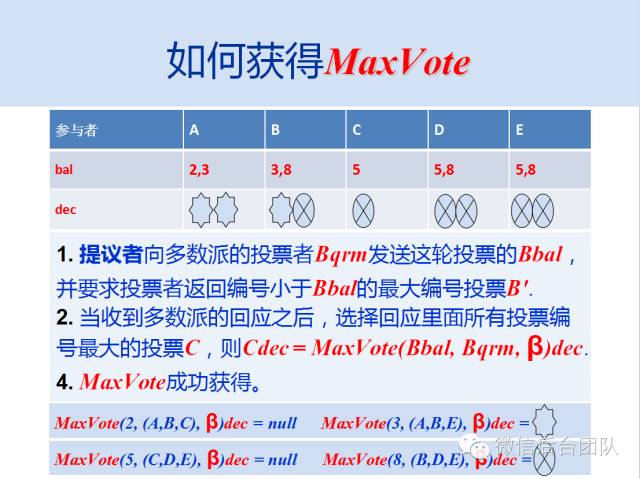 如何获得MaxVote
参与者 A B C D E
bal 2,3 3,8 5 5,8 5,8
dec
1. 提议者向多数派的投票者Bqrm发送这轮投票的Bbal，
并要求投票者返回编号小于Bbal的最大编号投票B'.
2. 当收到多数派的回应之后，选择回应里面所有投票编
号最大的投票C，则Cdec = MaxVote(Bbal, Bqrm, β)dec.
4. MaxVote成功获得。
MaxVote(2, (A,B,C), β)dec = null MaxVote(3, (A,B,E), β)dec =
MaxVote(5, (C,D,E), β)dec = null MaxVote(8, (B,D,E), β)dec =
微信后台团队